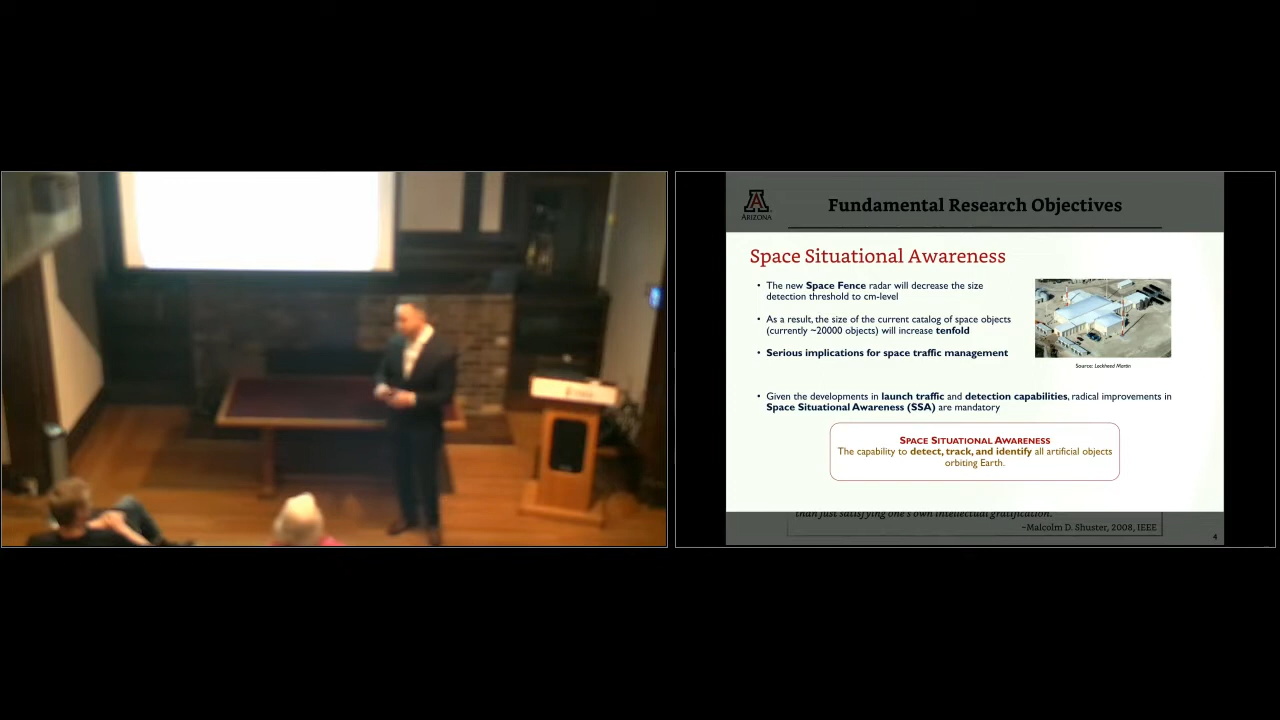 ARIZONA
Fundamental Research Objectives
Space Situational Awareness
• The new Space Fence radar will decrease the size
detection threshold to cm-level
• As a result, the size of the current catalog of space objects
(currently ~20000 objects) will increase tenfold
• Serious implications for space traffic management
Source: Lockheed Martin
• Given the developments in launch traffic and detection capabilities, radical improvements in
Space Situational Awareness (SSA) are mandatory
SPACE SITUATIONAL AWARENESS
The capability to detect, track, and identify all artificial objects
orbiting Earth.
than just satisfying one's own intellectual gratification.
~Malcolm D. Shuster, 2008, IEEE
4